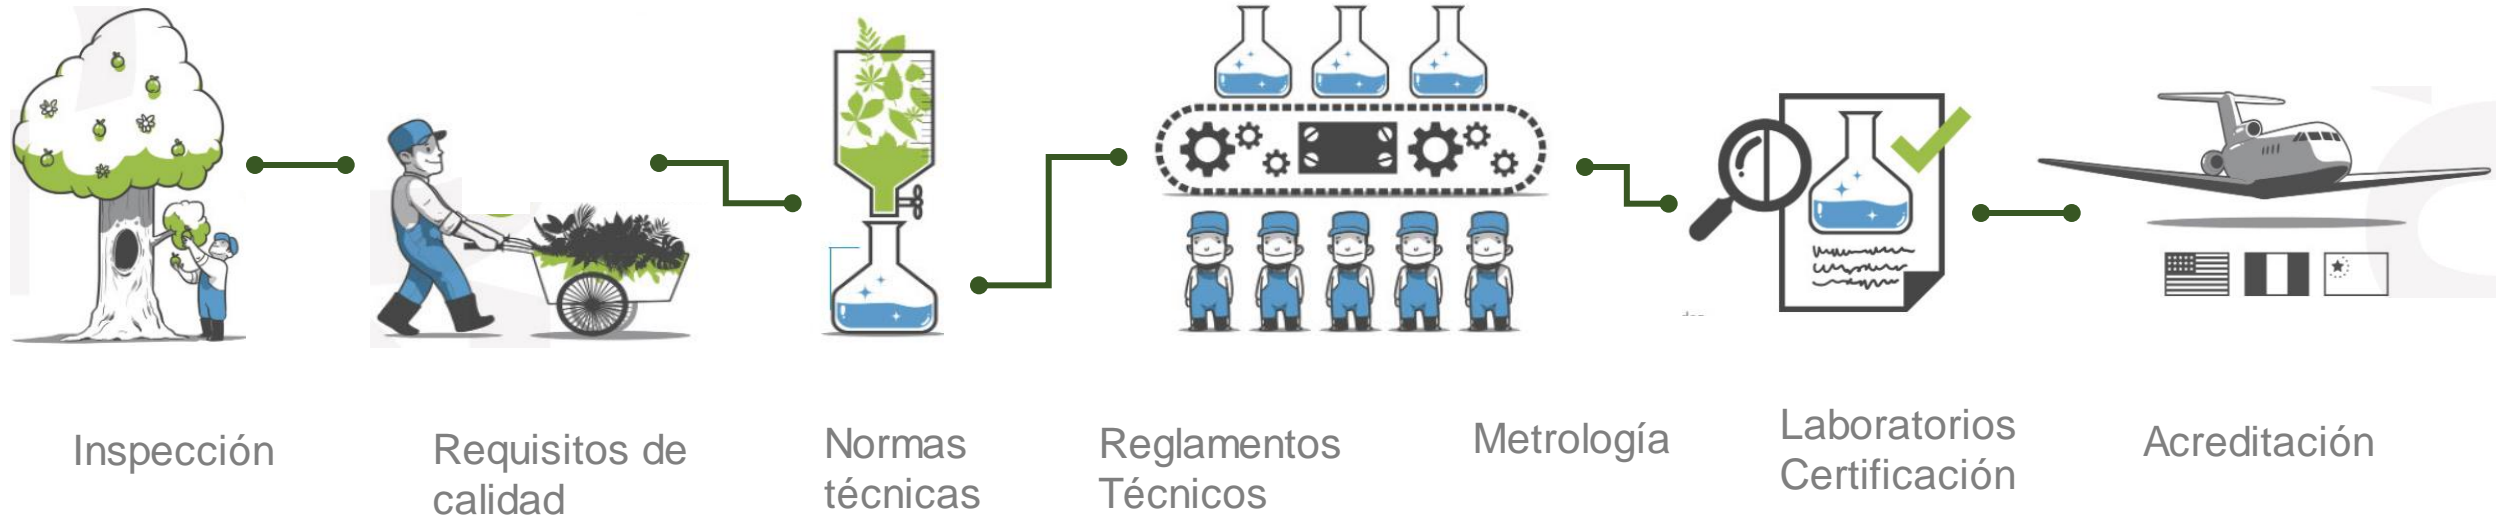 Inspección
Requisitos de
calidad
Normas
técnicas
Reglamentos
Técnicos
Metrología
Laboratorios
Certificación
Acreditación